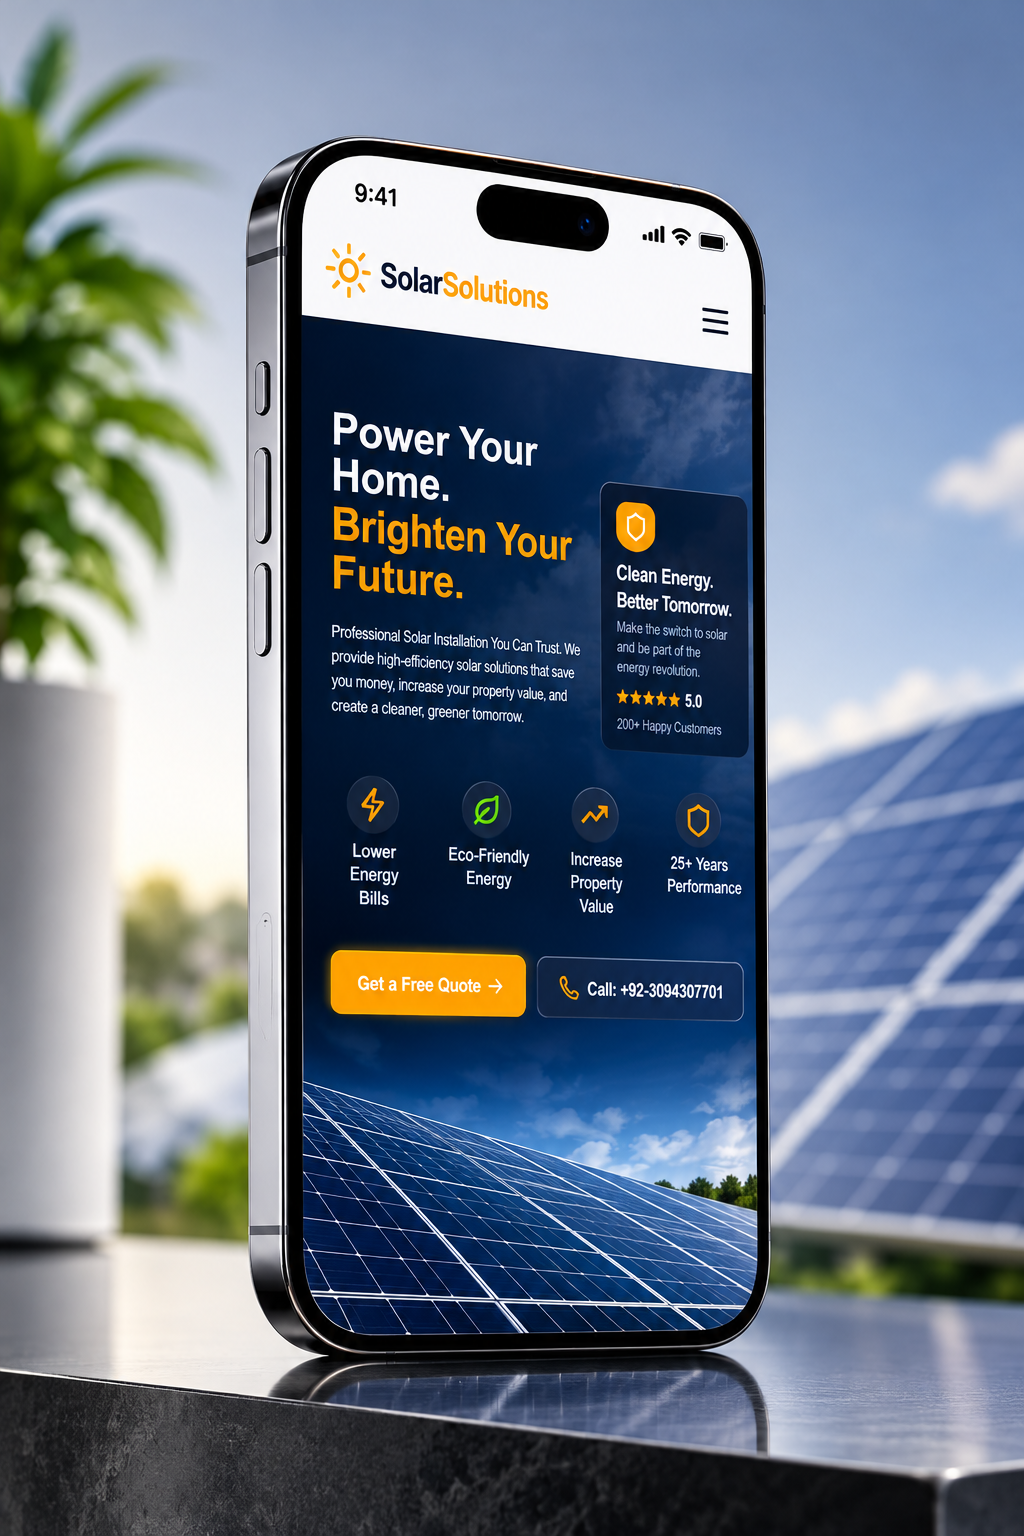 9:41
SolarSolutions
Power Your
Home.
Brighten Your
Future.
Professional Solar Installation You Can Trust. We
provide high-efficiency solar solutions that save
you money, increase your property value, and
create a cleaner, greener tomorrow.
Clean Energy.
Better Tomorrow.
Make the switch to solar
and be part of the
energy revolution.
★★★★★ 5.0
200+ Happy Customers
Lower
Energy
Bills
Eco-Friendly
Energy
Increase
Property
Value
25+ Years
Performance
Get a Free Quote →
Call: +92-3094307701